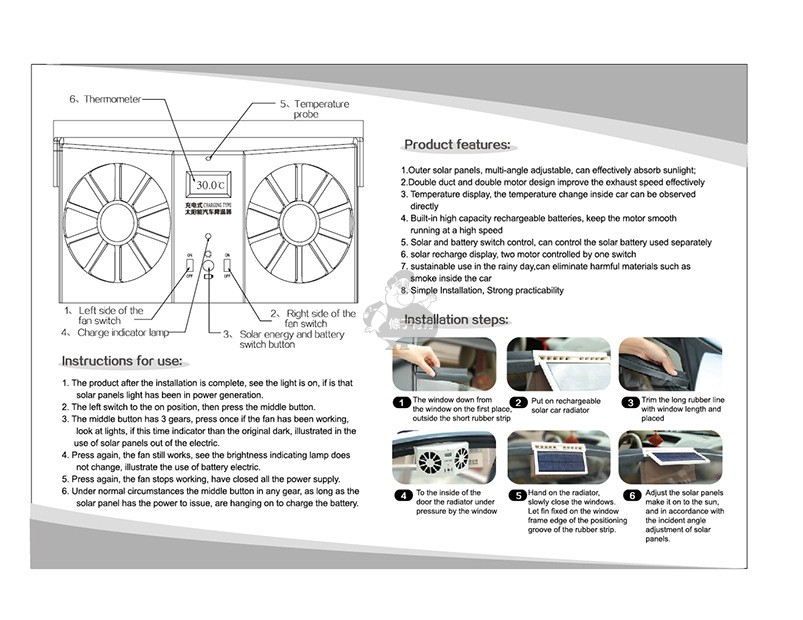 6、Thermometer
5、Temperature
probe
30.0℃
充电式 CHARGING TYPE
太阳能汽车降温器
ON
ON
OFF
OFF
1、Left side of the
fan switch
2、Right side of the
fan switch
4、Charge indicator lamp
3、Solar energy and battery
switch button
Instructions for use:
1. The product after the installation is complete, see the light is on, if is that
solar panels light has been in power generation.
2. The left switch to the on position, then press the middle button.
3. The middle button has 3 gears, press once if the fan has been working,
look at lights, if this time indicator than the original dark, illustrated in the
use of solar panels out of the electric.
4. Press again, the fan still works, see the brightness indicating lamp does
not change, illustrate the use of battery electric.
5. Press again, the fan stops working, have closed all the power supply.
6. Under normal circumstances the middle button in any gear, as long as the
solar panel has the power to issue, are hanging on to charge the battery.
Product features:
1.Outer solar panels, multi-angle adjustable, can effectively absorb sunlight;
2.Double duct and double motor design improve the exhaust speed effectively
3. Temperature display, the temperature change inside car can be observed
directly
4. Built-in high capacity rechargeable batteries, keep the motor smooth
running at a high speed
5. Solar and battery switch control, can control the solar battery used separately
6. solar recharge display, two motor controlled by one switch
7. sustainable use in the rainy day,can eliminate harmful materials such as
smoke inside the car
8. Simple Installation, Strong practicability
Installation steps:
1 The window down from
the window on the first place,
outside the short rubber strip
2 Put on rechargeable
solar car radiator
3 Trim the long rubber line
with window length and
placed
4 To the inside of the
door the radiator under
pressure by the window
5 Hand on the radiator,
slowly close the windows.
Let fin fixed on the window
frame edge of the positioning
groove of the rubber strip.
6 Adjust the solar panels
make it on to the sun,
and in accordance with
the incident angle
adjustment of solar
panels.